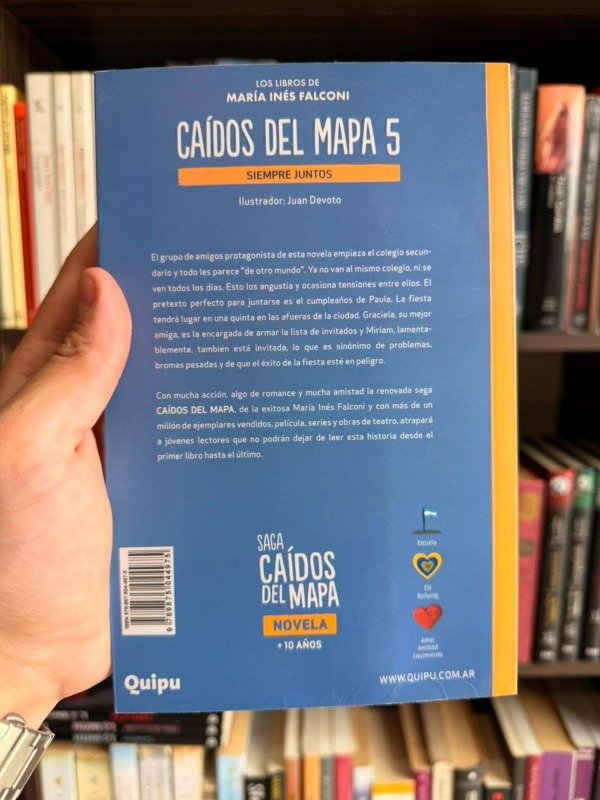 LOS LIBROS DE
MARÍA INÉS FALCONI
CAÍDOS DEL MAPA 5
SIEMPRE JUNTOS
Ilustrador: Juan Devoto
El grupo de amigos protagonista de esta novela empieza el colegio secun-
dario y todo les parece "de otro mundo". Ya no van al mismo colegio, ni se
ven todos los días. Esto los angustia y ocasiona tensiones entre ellos. El
pretexto perfecto para juntarse es el cumpleaños de Paula. La fiesta
tendrá lugar en una quinta en las afueras de la ciudad. Graciela, su mejor
amiga, es la encargada de armar la lista de invitados y Miriam, lamenta-
blemente, también está invitada, lo que es sinónimo de problemas,
bromas pesadas y de que el éxito de la fiesta esté en peligro.
Con mucha acción, algo de romance y mucha amistad la renovada saga
CAÍDOS DEL MAPA, de la exitosa María Inés Falconi y con más de un
millón de ejemplares vendidos, película, series y obras de teatro, atrapará
a jóvenes lectores que no podrán dejar de leer esta historia desde el
primer libro hasta el último.
SAGA
CAÍDOS
DEL MAPA
NOVELA
+ 10 AÑOS
Escuela
ESI
Bullying
Amor
Amistad
Crecimiento
9 789875 044975
Quipu
WWW.QUIPU.COM.AR